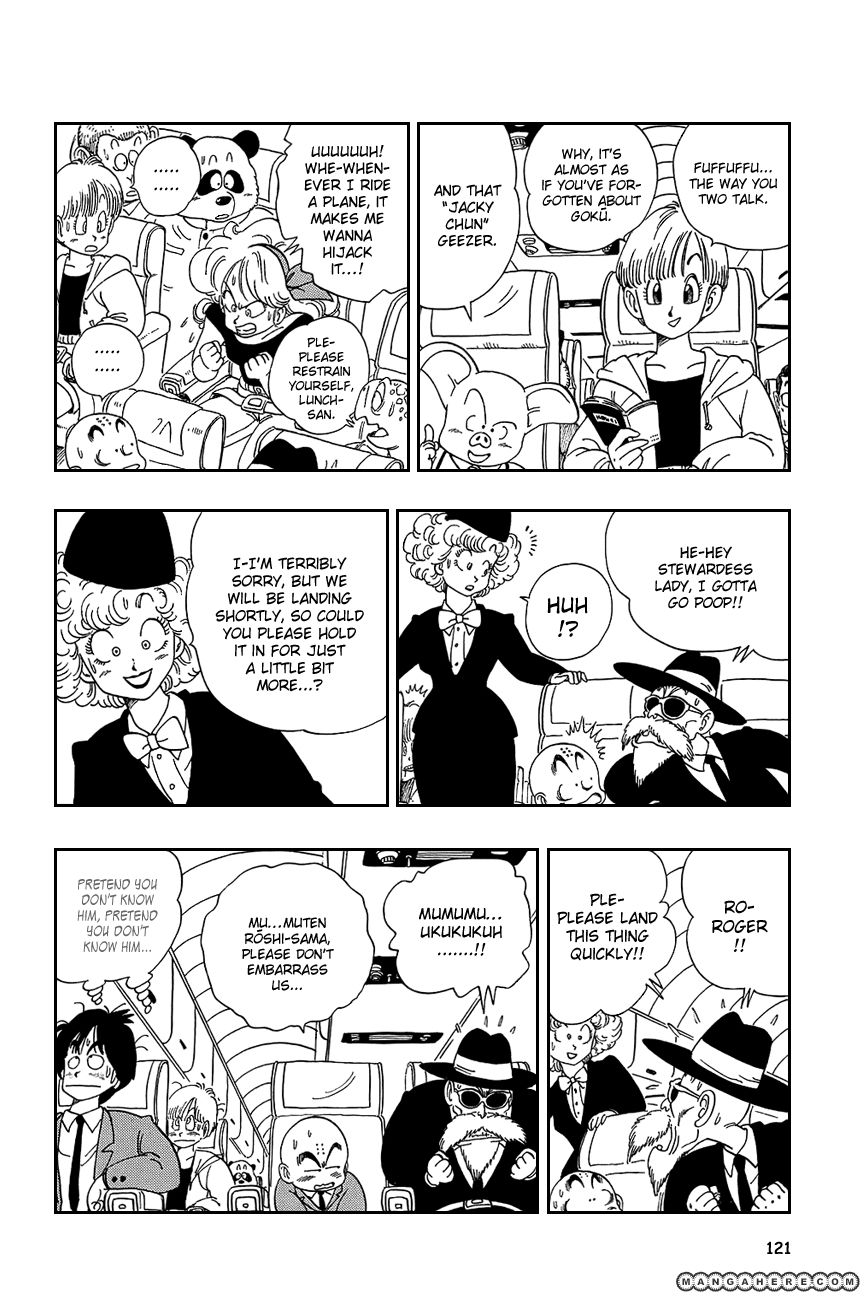 FUFFUFFU...
THE WAY YOU
TWO TALK.
WHY, IT'S
ALMOST AS
IF YOU'VE FOR-
GOTTEN ABOUT
GOKŪ.
AND THAT
"JACKY
CHUN"
GEEZER.
UUUUUUH!
WHE-WHEN-
EVER I RIDE
A PLANE, IT
MAKES ME
WANNA
HIJACK
IT...!
......
......
PLE-
PLEASE
RESTRAIN
YOURSELF,
LUNCH-
SAN.
......
......
HE-HEY
STEWARDESS
LADY, I GOTTA
GO POOP!!
HUH
!?
I-I'M TERRIBLY
SORRY, BUT WE
WILL BE LANDING
SHORTLY, SO COULD
YOU PLEASE HOLD
IT IN FOR JUST
A LITTLE BIT
MORE...?
RO-
ROGER
!!
PLE-
PLEASE LAND
THIS THING
QUICKLY!!
MUMUMU...
UKUKUKUH
.......!!
MU...MUTEN
RŌSHI-SAMA,
PLEASE DON'T
EMBARRASS
US...
PRETEND YOU
DON'T KNOW
HIM, PRETEND
YOU DON'T
KNOW HIM...
121
MANGAHERE.COM